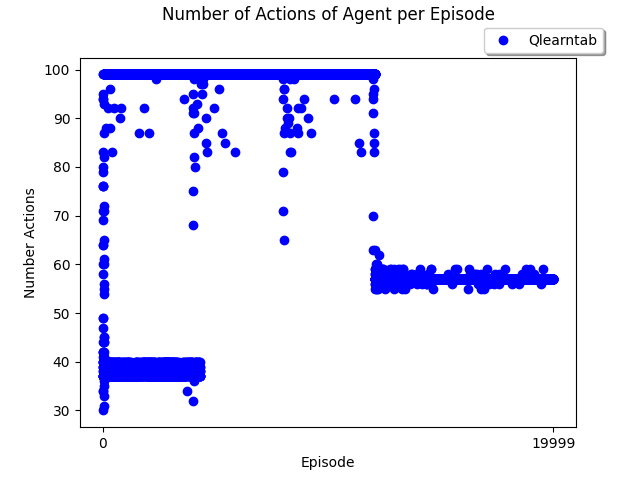 Number of Actions of Agent per Episode
Qlearntab
100
90
80
70
60
50
40
30
Number Actions
0
19999
Episode